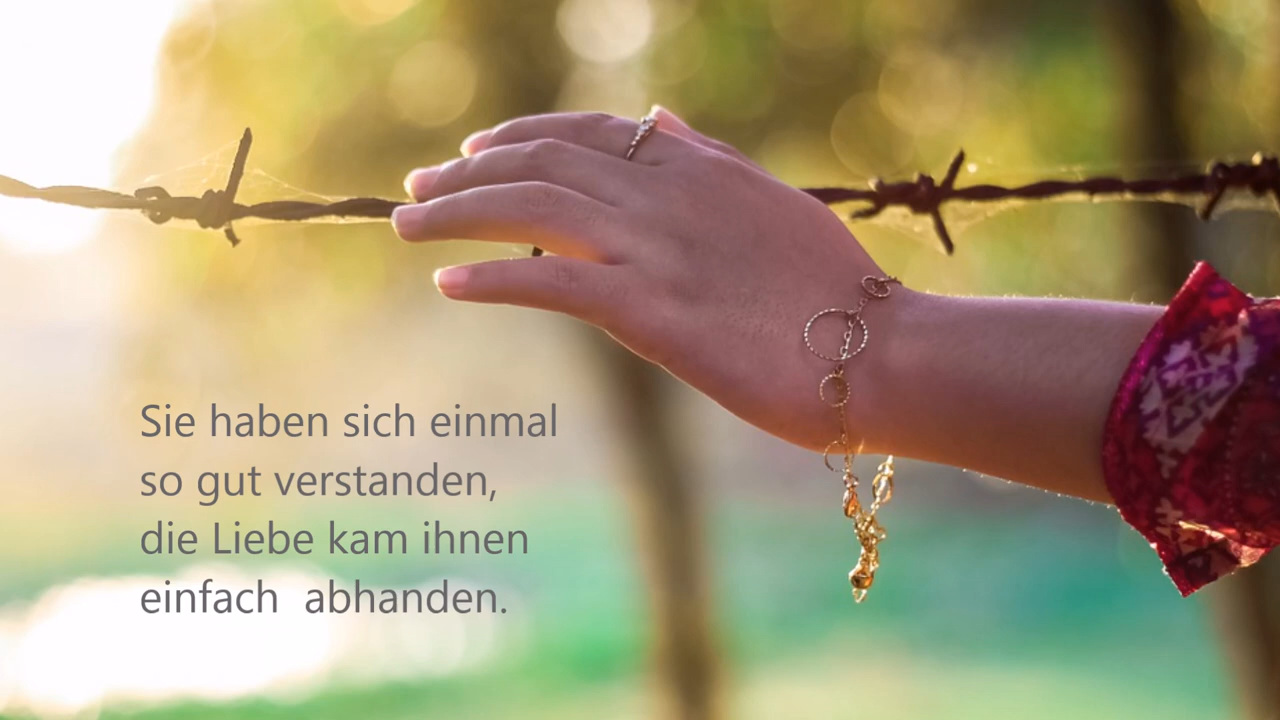 Sie haben sich einmal
so gut verstanden,
die Liebe kam ihnen
einfach  abhanden.